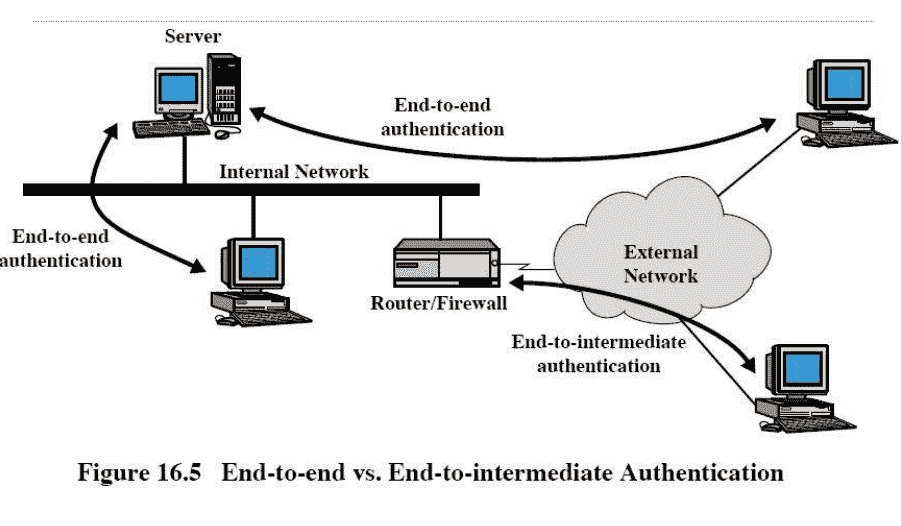 Server
End-to-end
authentication
Internal Network
End-to-end
authentication
External
Network
Router/Firewall
End-to-intermediate
authentication
Figure 16.5 End-to-end vs. End-to-intermediate Authentication